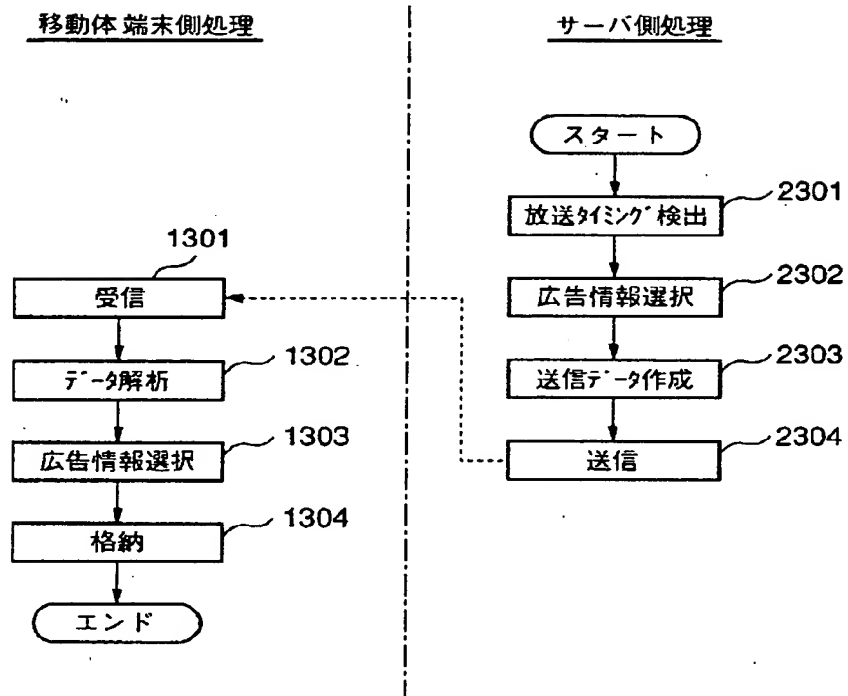 移動体端末側処理
サーバ側処理
スタート
2301
放送タイミング検出
2302
広告情報選択
2303
送信データ作成
2304
送信
1301
受信
1302
データ解析
1303
広告情報選択
1304
格納
エンド